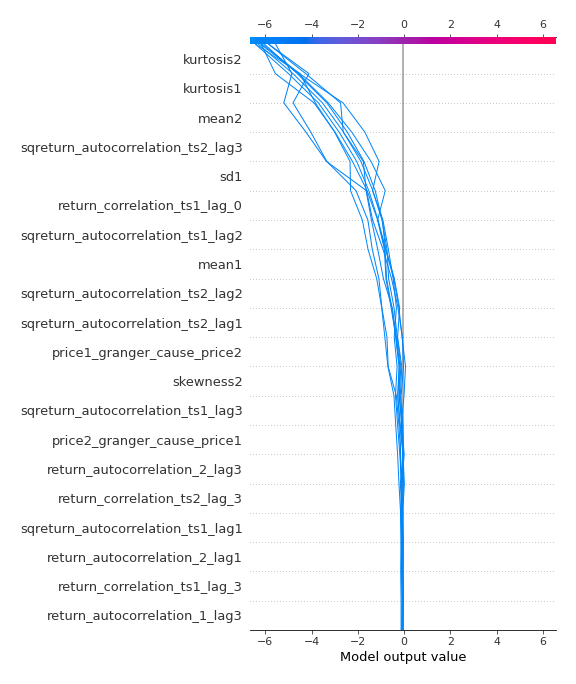 −6 −4 −2 0 2 4 6
kurtosis2
kurtosis1
mean2
sqreturn_autocorrelation_ts2_lag3
sd1
return_correlation_ts1_lag_0
sqreturn_autocorrelation_ts1_lag2
mean1
sqreturn_autocorrelation_ts2_lag2
sqreturn_autocorrelation_ts2_lag1
price1_granger_cause_price2
skewness2
sqreturn_autocorrelation_ts1_lag3
price2_granger_cause_price1
return_autocorrelation_2_lag3
return_correlation_ts2_lag_3
sqreturn_autocorrelation_ts1_lag1
return_autocorrelation_2_lag1
return_correlation_ts1_lag_3
return_autocorrelation_1_lag3
−6 −4 −2 0 2 4 6
Model output value